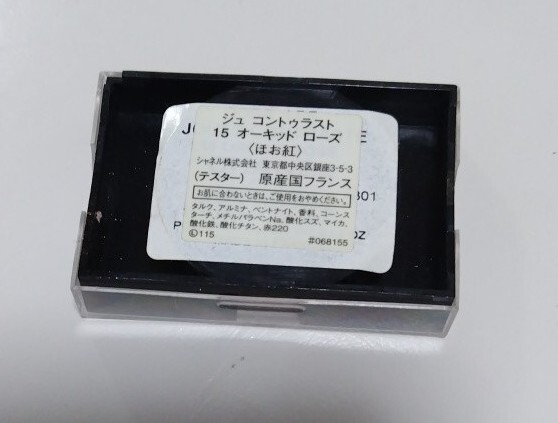 ジュ コントゥラスト
15 オーキッド ローズ
〈ほお紅〉
シャネル株式会社 東京都中央区銀座3-5-3
(テスター) 原産国フランス
お肌に合わないときは、ご使用をおやめください。
タルク、アルミナ、ベントナイト、香料、コーンス
ターチ、メチルパラベンNa、酸化スズ、マイカ、
酸化鉄、酸化チタン、赤220
Ⓛ115 #068155
JO
E
801
P
OZ